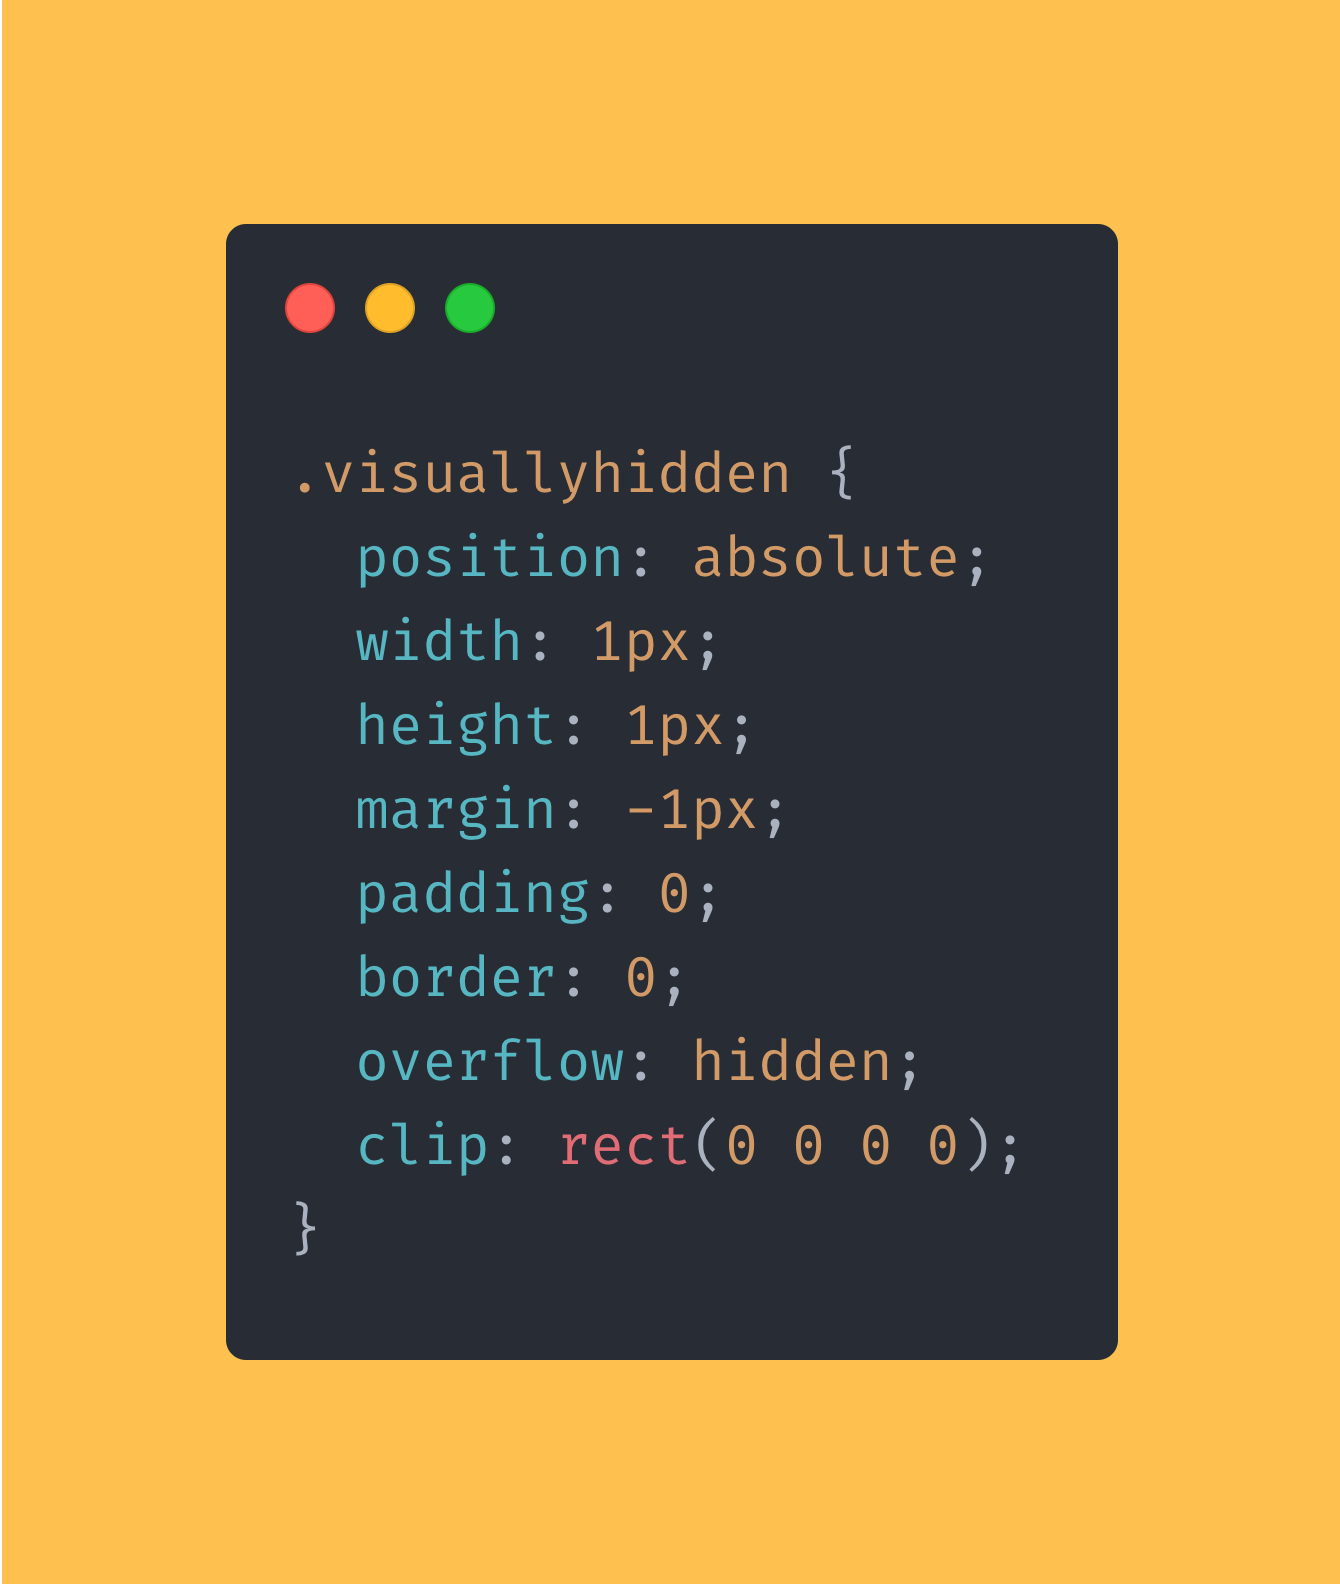 .visuallyhidden {
  position: absolute;
  width: 1px;
  height: 1px;
  margin: -1px;
  padding: 0;
  border: 0;
  overflow: hidden;
  clip: rect(0 0 0 0);
}